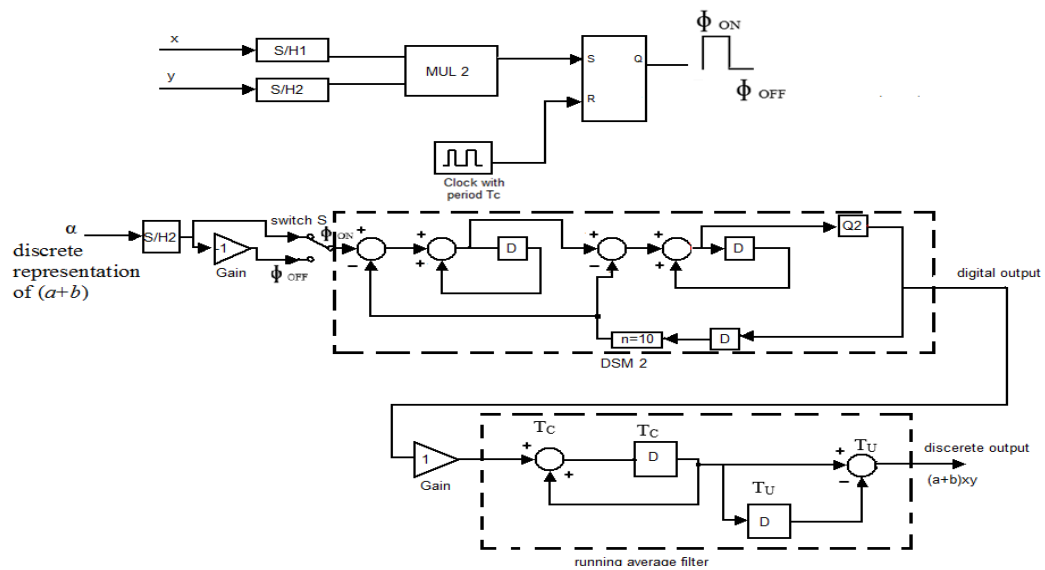 x
S/H1
y
S/H2
MUL 2
S
Q
R
ϕ ON
ϕ OFF
Clock with
period Tc
α
discrete
representation
of (a+b)
S/H2
-1
Gain
switch S
ϕ ON
ϕ OFF
+
−
+
+
D
+
−
+
+
D
Q2
n=10
D
DSM 2
digital output
1
Gain
TC
+
+
TC
D
TU
D
TU
+
−
discerete output
(a+b)xy
running average filter